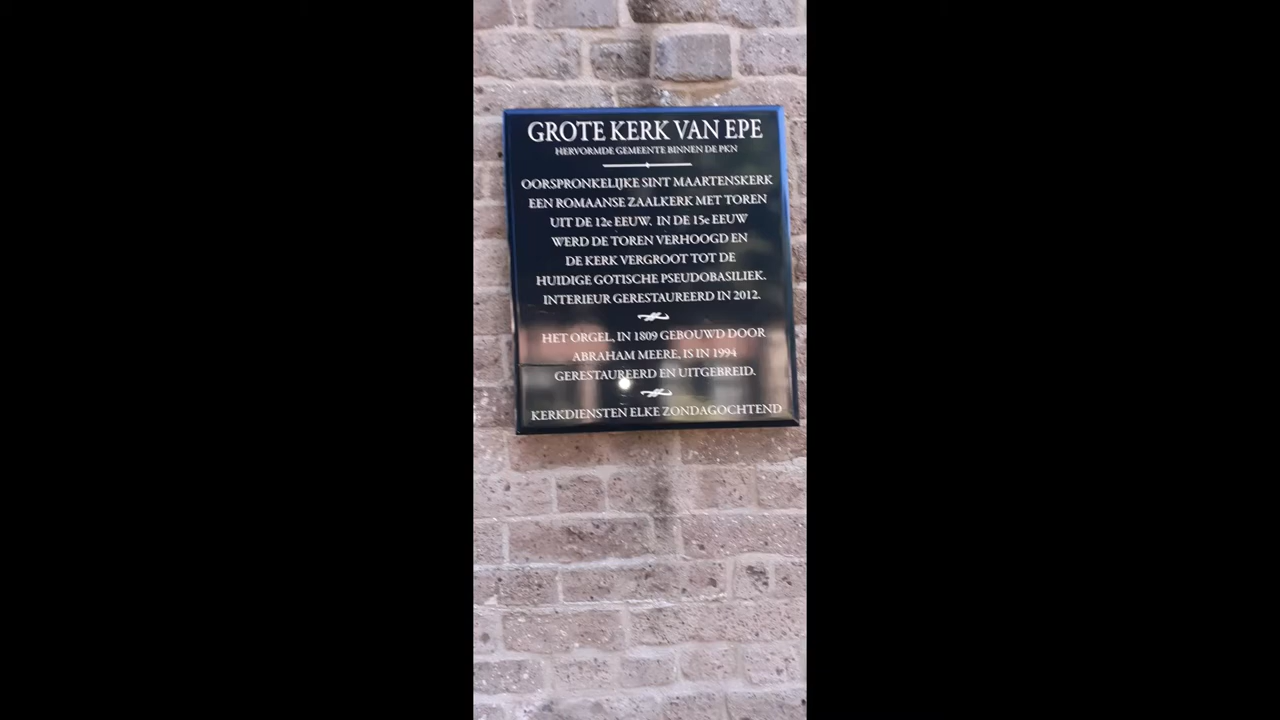 GROTE KERK VAN EPE
HERVORMDE GEMEENTE BINNEN DE PKN
OORSPRONKELIJKE SINT MAARTENSKERK
EEN ROMAANSE ZAALKERK MET TOREN
UIT DE 12e EEUW. IN DE 15e EEUW
WERD DE TOREN VERHOOGD EN
DE KERK VERGROOT TOT DE
HUIDIGE GOTISCHE PSEUDOBASILIEK.
INTERIEUR GERESTAUREERD IN 2012.
HET ORGEL, IN 1809 GEBOUWD DOOR
ABRAHAM MEERE, IS IN 1994
GERESTAUREERD EN UITGEBREID.
KERKDIENSTEN ELKE ZONDAGOCHTEND